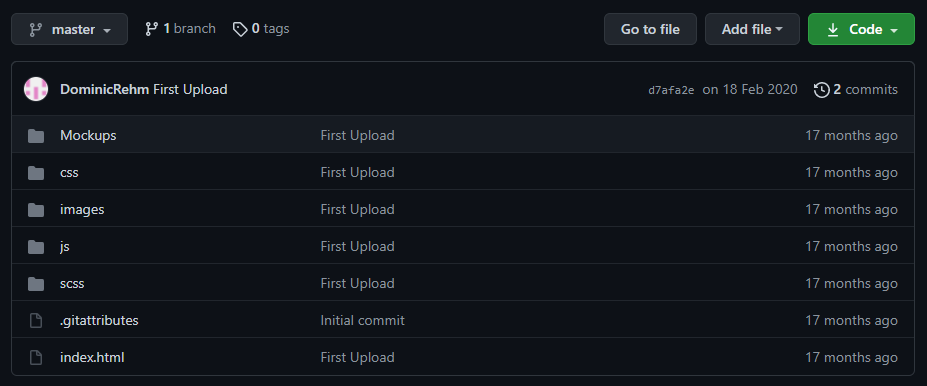 master 1 branch 0 tags Go to file Add file Code
DominicRehm First Upload d7afa2e on 18 Feb 2020 2 commits
Mockups First Upload 17 months ago
css First Upload 17 months ago
images First Upload 17 months ago
js First Upload 17 months ago
scss First Upload 17 months ago
.gitattributes Initial commit 17 months ago
index.html First Upload 17 months ago